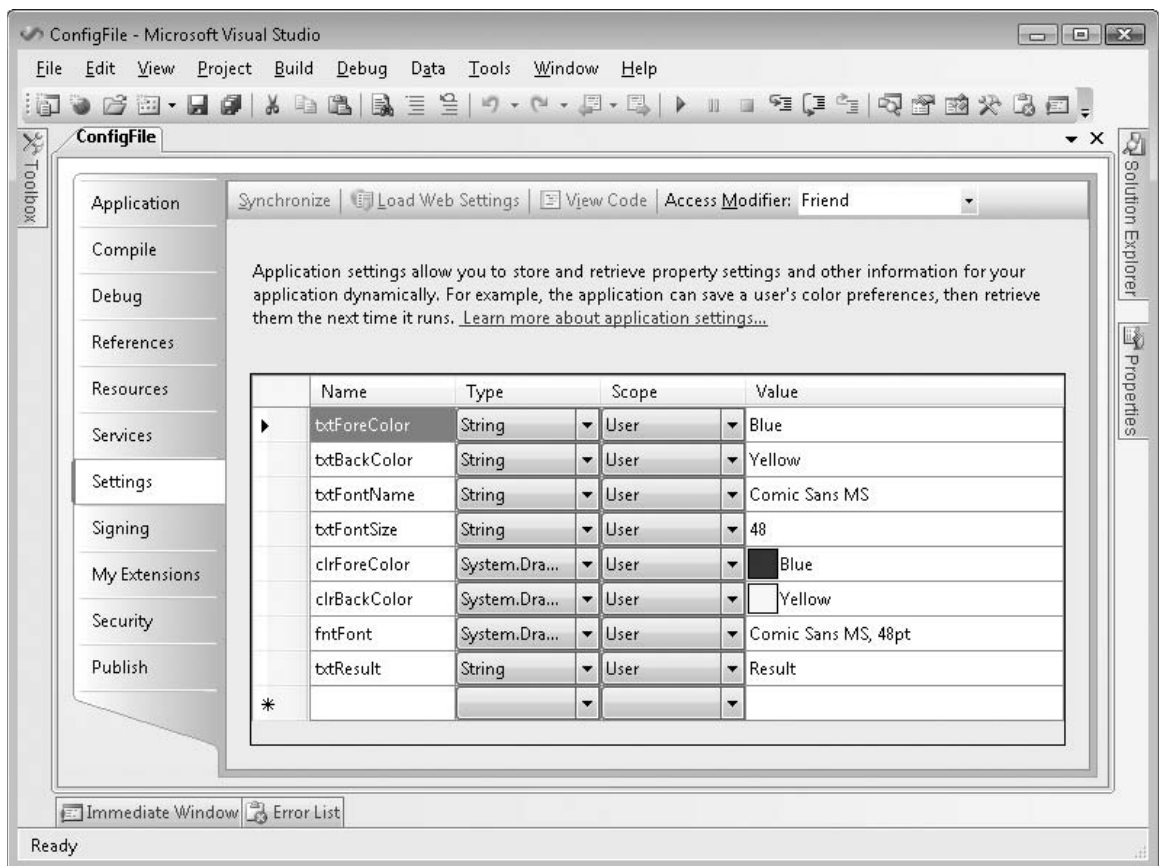 ConfigFile - Microsoft Visual Studio
File Edit View Project Build Debug Data Tools Window Help
ConfigFile
Toolbox
Solution Explorer
Properties
Application
Compile
Debug
References
Resources
Services
Settings
Signing
My Extensions
Security
Publish
Synchronize Load Web Settings View Code Access Modifier: Friend
Application settings allow you to store and retrieve property settings and other information for your
application dynamically. For example, the application can save a user's color preferences, then retrieve
them the next time it runs. Learn more about application settings...
Name Type Scope Value
txtForeColor String User Blue
txtBackColor String User Yellow
txtFontName String User Comic Sans MS
txtFontSize String User 48
clrForeColor System.Dra... User Blue
clrBackColor System.Dra... User Yellow
fntFont System.Dra... User Comic Sans MS, 48pt
txtResult String User Result
Immediate Window Error List
Ready